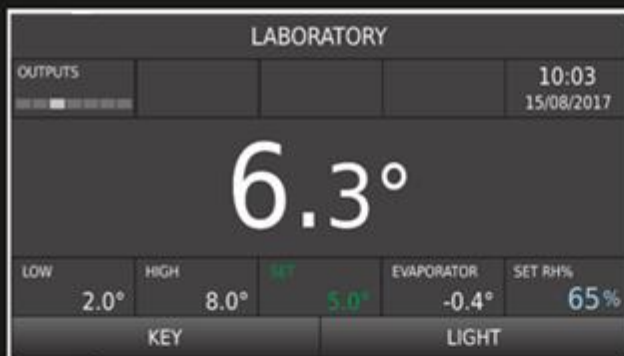 LABORATORY
OUTPUTS
10:03
15/08/2017
6.3°
LOW
2.0°
HIGH
8.0°
SET
5.0°
EVAPORATOR
-0.4°
SET RH%
65%
KEY
LIGHT